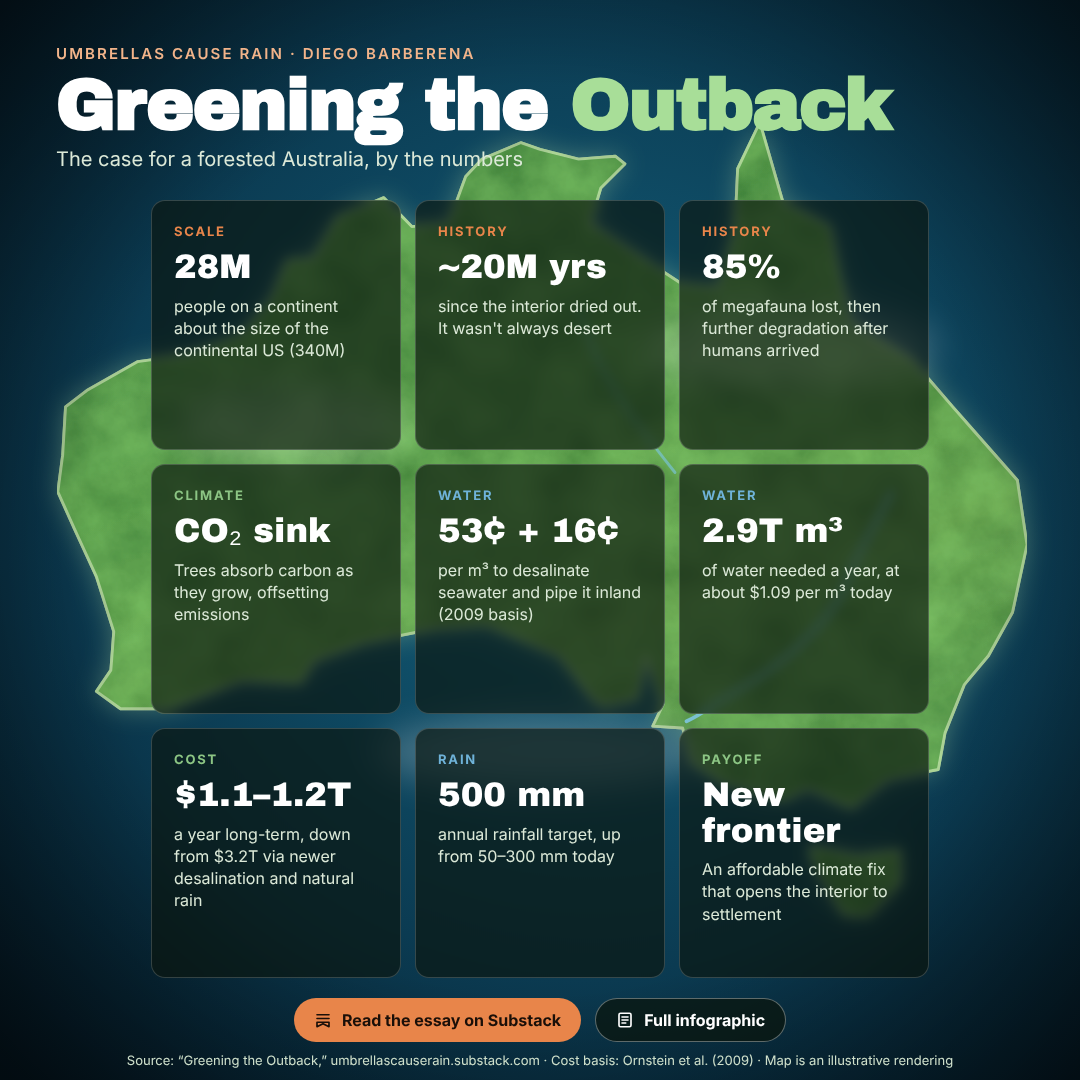 UMBRELLAS CAUSE RAIN · DIEGO BARBERENA
Greening the Outback
The case for a forested Australia, by the numbers
SCALE
28M
people on a continent
about the size of the
continental US (340M)
HISTORY
~20M yrs
since the interior dried out.
It wasn't always desert
HISTORY
85%
of megafauna lost, then
further degradation after
humans arrived
CLIMATE
CO₂ sink
Trees absorb carbon as
they grow, offsetting
emissions
WATER
53¢ + 16¢
per m³ to desalinate
seawater and pipe it inland
(2009 basis)
WATER
2.9T m³
of water needed a year, at
about $1.09 per m³ today
COST
$1.1–1.2T
a year long-term, down
from $3.2T via newer
desalination and natural
rain
RAIN
500 mm
annual rainfall target, up
from 50–300 mm today
PAYOFF
New
frontier
An affordable climate fix
that opens the interior to
settlement
Read the essay on Substack
Full infographic
Source: “Greening the Outback,” umbrellascauserain.substack.com · Cost basis: Ornstein et al. (2009) · Map is an illustrative rendering